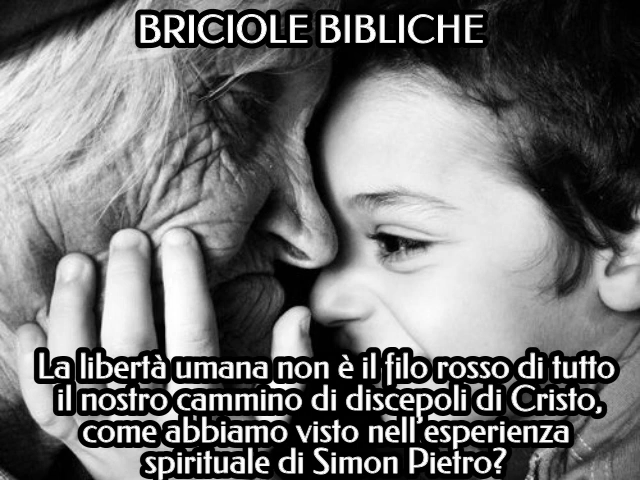 BRICIOLE BIBLICHE
La libertà umana non è il filo rosso di tutto
il nostro cammino di discepoli di Cristo,
come abbiamo visto nell'esperienza
spirituale di Simon Pietro?